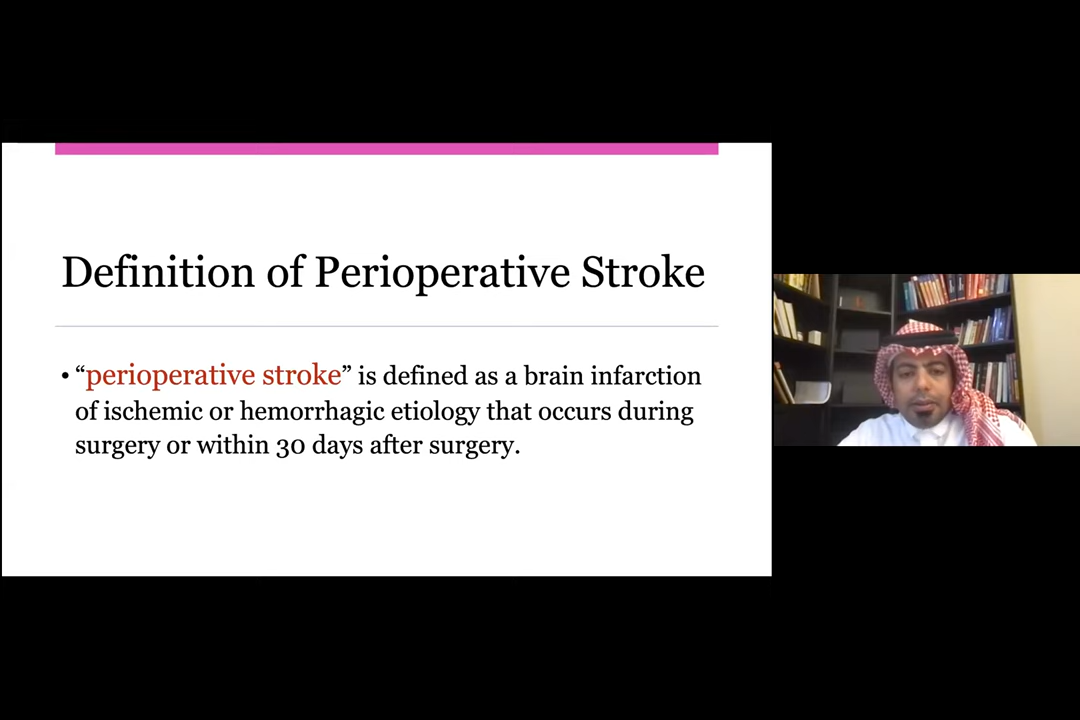 Definition of Perioperative Stroke
• “perioperative stroke” is defined as a brain infarction
of ischemic or hemorrhagic etiology that occurs during
surgery or within 30 days after surgery.